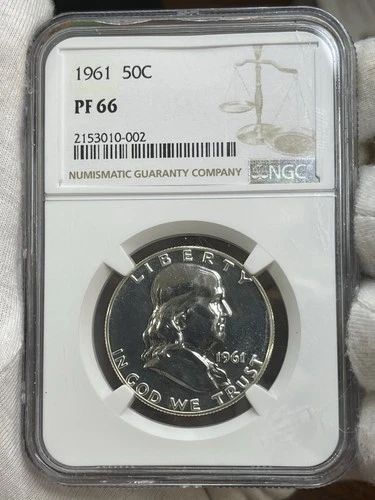 1961 50C
PF 66
2153010-002
NUMISMATIC GUARANTY COMPANY
NGC
LIBERTY
1961
IN GOD WE TRUST